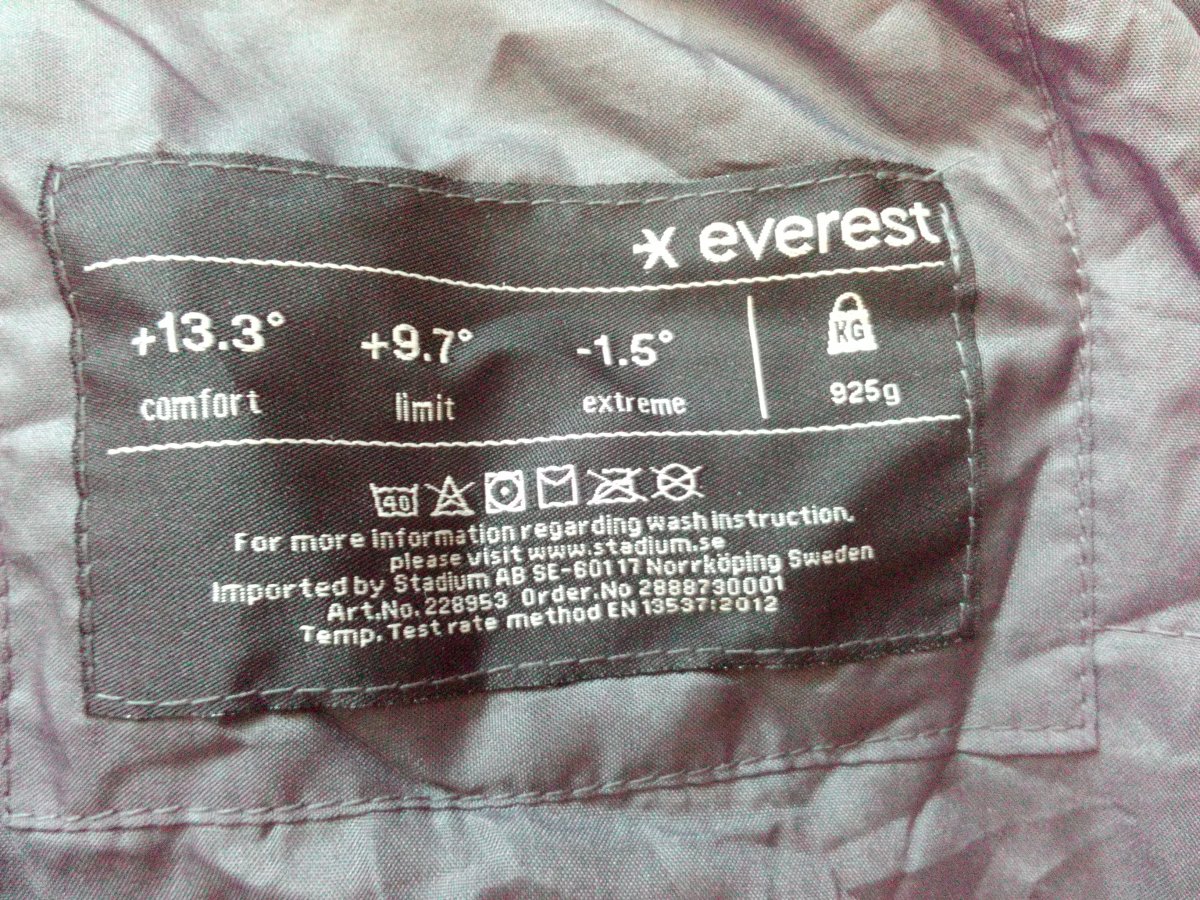 everest
+13.3° +9.7° -1.5° KG
comfort limit extreme 925g
40
For more information regarding wash instruction,
please visit www.stadium.se
Imported by Stadium AB SE-601 17 Norrköping Sweden
Art.No. 228953 Order.No 2888730001
Temp. Test rate method EN 13537:2012